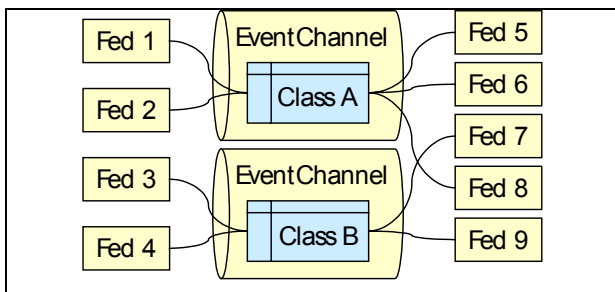 Fed 1
Fed 2
Fed 3
Fed 4
EventChannel
Class A
EventChannel
Class B
Fed 5
Fed 6
Fed 7
Fed 8
Fed 9